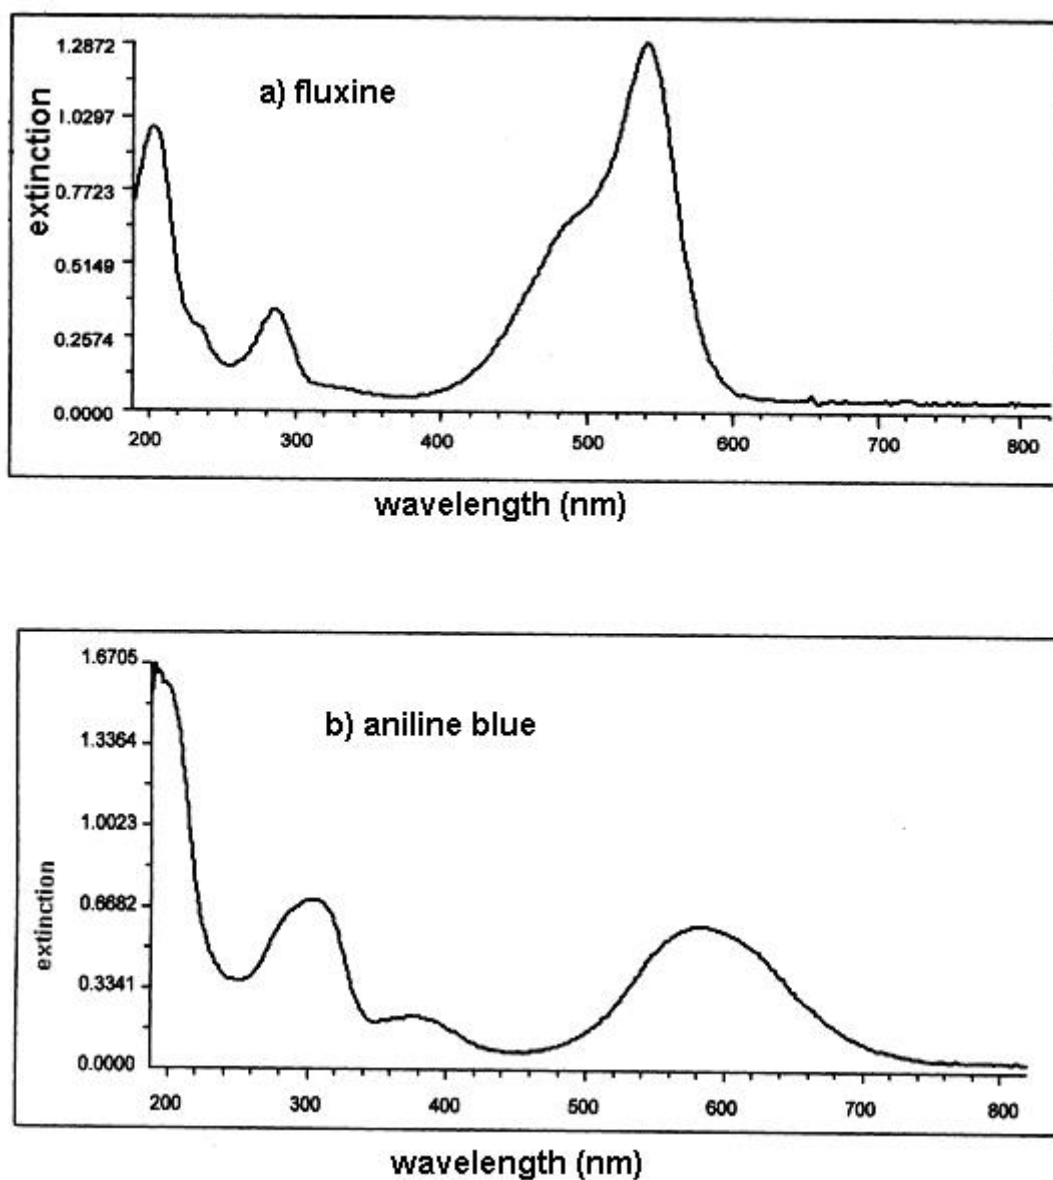 1.2872
a) fluxine
1.0297
extinction
0.7723
0.5149
0.2574
0.0000
200 300 400 500 600 700 800
wavelength (nm)
1.6705
b) aniline blue
1.3364
1.0023
extinction
0.6682
0.3341
0.0000
200 300 400 500 600 700 800
wavelength (nm)